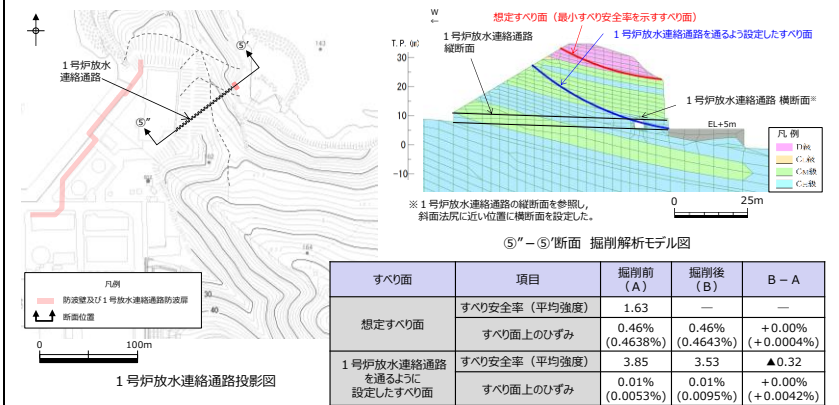 1号炉放水
連絡通路
⑤'
⑤''
143
162
164
30
40
凡例
防波壁及び1号放水連絡通路防波扉
断面位置
0 100m
1号炉放水連絡通路投影図
W
←
想定すべり面（最小すべり安全率を示すすべり面）
1号炉放水連絡通路を通るよう設定したすべり面
1号炉放水連絡通路
縦断面
T. P. (m)
30
20
10
0
-10
1号炉放水連絡通路 横断面※
EL+5m
凡 例
D級
CL級
CM級
CH級
※1号炉放水連絡通路の縦断面を参照し，
斜面法尻に近い位置に横断面を設定した。
0 25m
⑤''－⑤'断面 掘削解析モデル図
すべり面 項目 掘削前（A） 掘削後（B） B－A
想定すべり面 すべり安全率（平均強度） 1.63 － －
すべり面上のひずみ 0.46%（0.4638%） 0.46%（0.4643%） +0.00%（+0.0004%）
1号炉放水連絡通路を通るように設定したすべり面 すべり安全率（平均強度） 3.85 3.53 ▲0.32
すべり面上のひずみ 0.01%（0.0053%） 0.01%（0.0095%） +0.00%（+0.0042%）